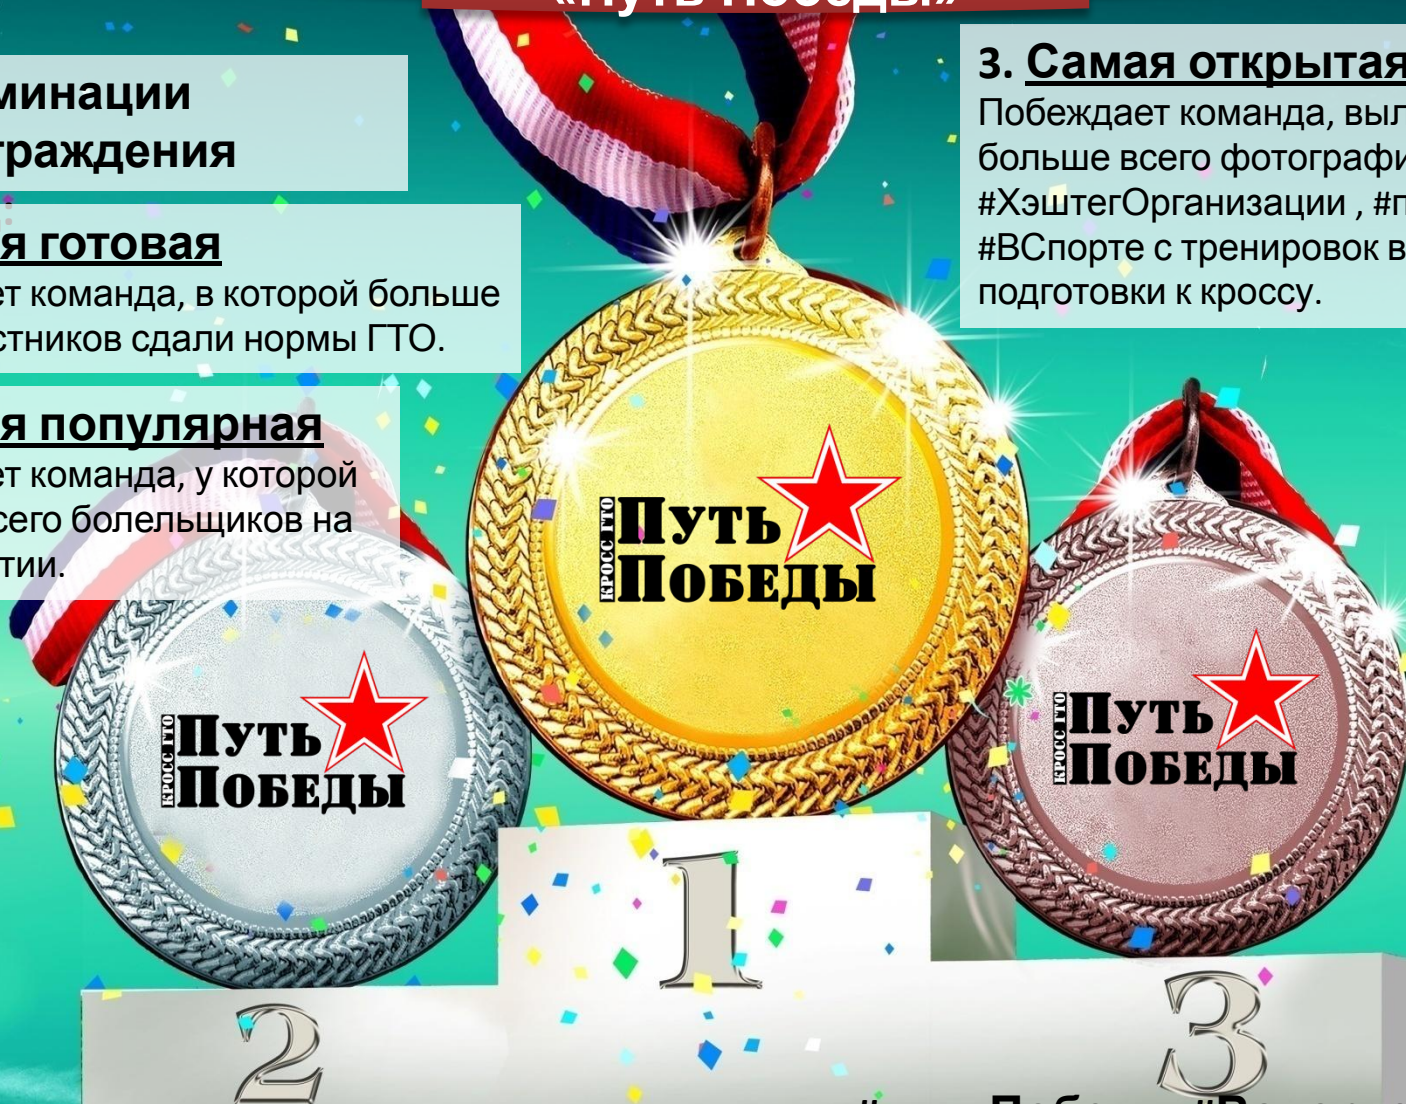 «Путь Победы»
минации
граждения
я готовая
ет команда, в которой больше
стников сдали нормы ГТО.
я популярная
ет команда, у которой
сего болельщиков на
тии.
3. Самая открытая
Побеждает команда, выл
больше всего фотографи
#ХэштегОрганизации , #п
#ВСпорте с тренировок в
подготовки к кроссу.
КРОСС ГТО
ПУТЬ
ПОБЕДЫ
КРОСС ГТО
ПУТЬ
ПОБЕДЫ
КРОСС ГТО
ПУТЬ
ПОБЕДЫ
1
2
3